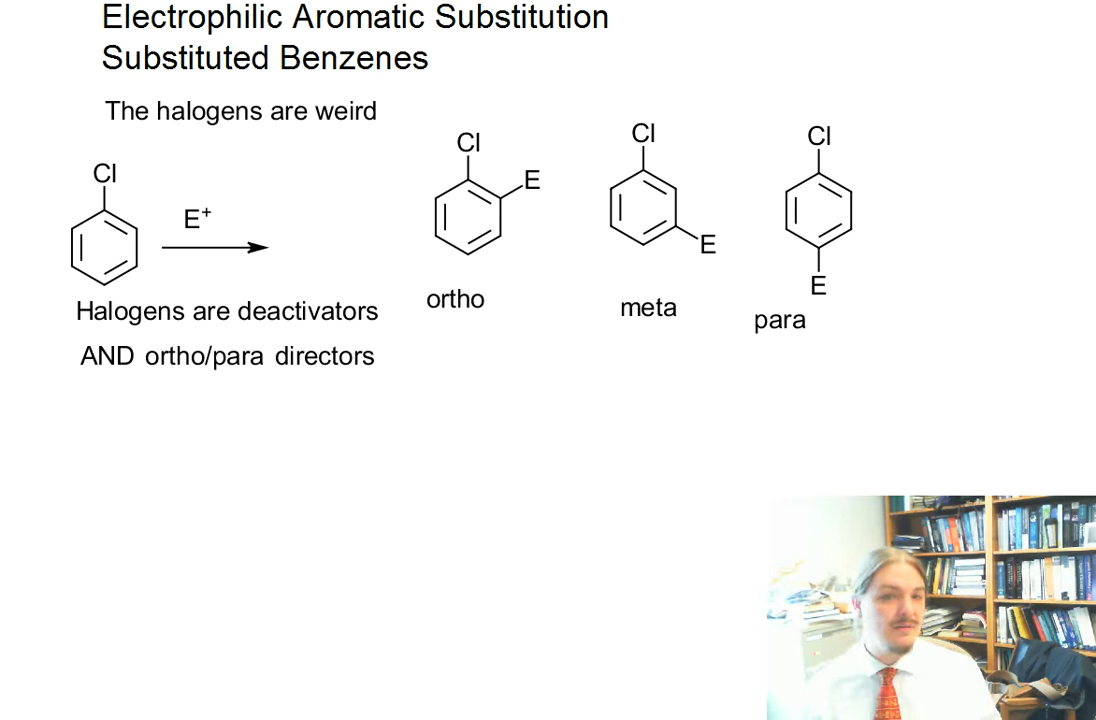 Electrophilic Aromatic Substitution
Substituted Benzenes
The halogens are weird
Cl
E+
Cl
E
Cl
E
Cl
E
Halogens are deactivators
AND ortho/para directors
ortho
meta
para